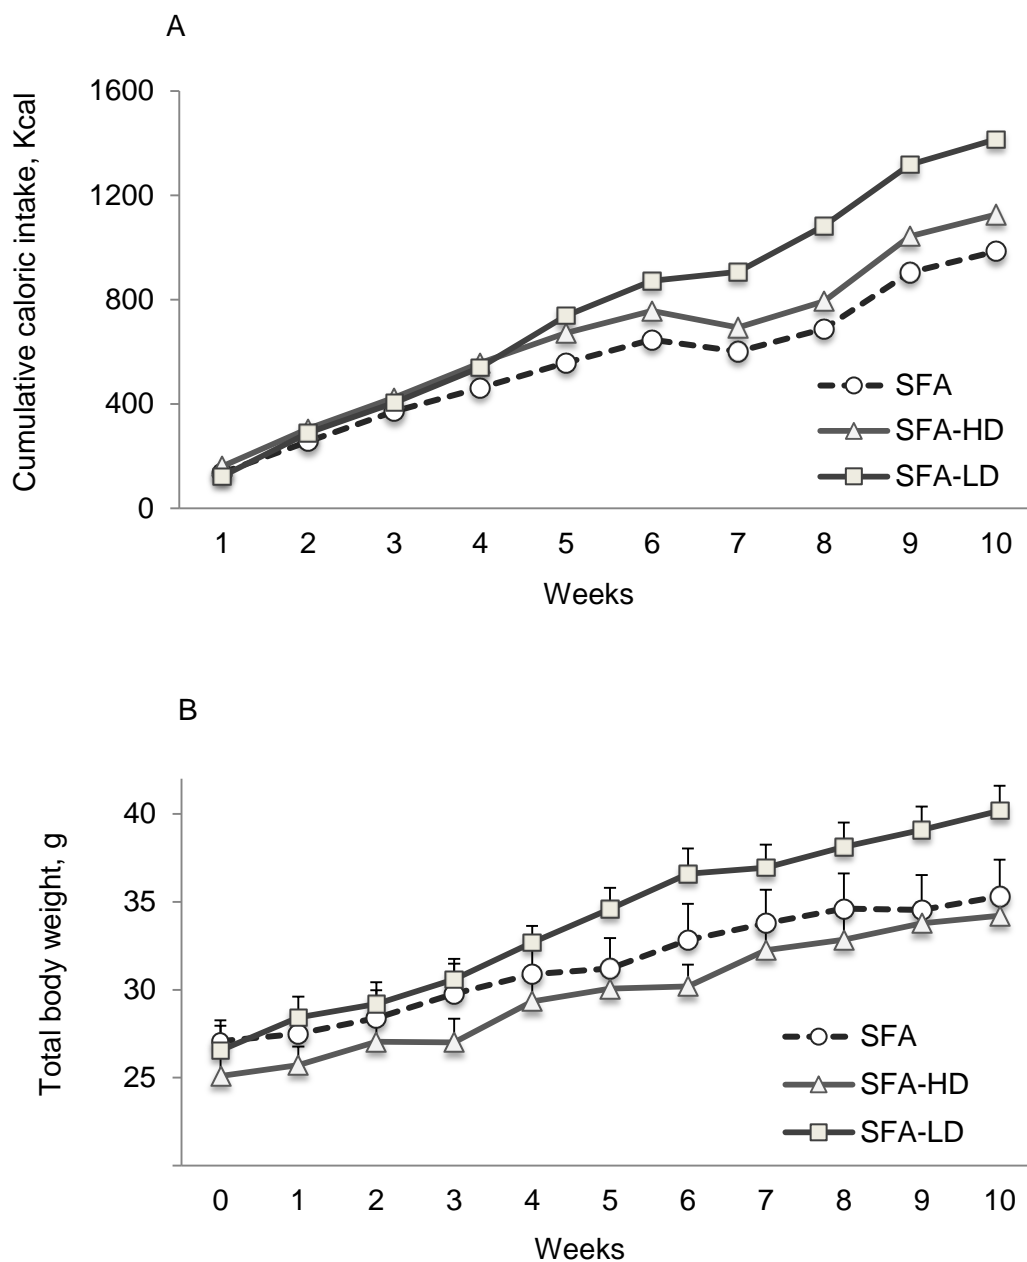 A
Cumulative caloric intake, Kcal
1600
1200
800
400
0
SFA
SFA-HD
SFA-LD
1 2 3 4 5 6 7 8 9 10
Weeks
B
Total body weight, g
40
35
30
25
SFA
SFA-HD
SFA-LD
0 1 2 3 4 5 6 7 8 9 10
Weeks